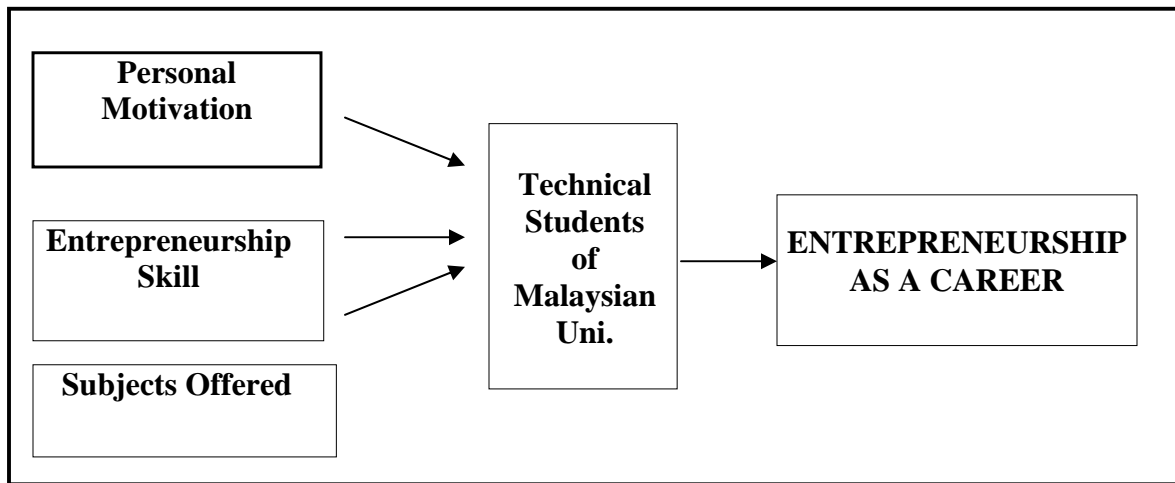 Personal
Motivation
Entrepreneurship
Skill
Subjects Offered
Technical
Students
of
Malaysian
Uni.
ENTREPRENEURSHIP
AS A CAREER